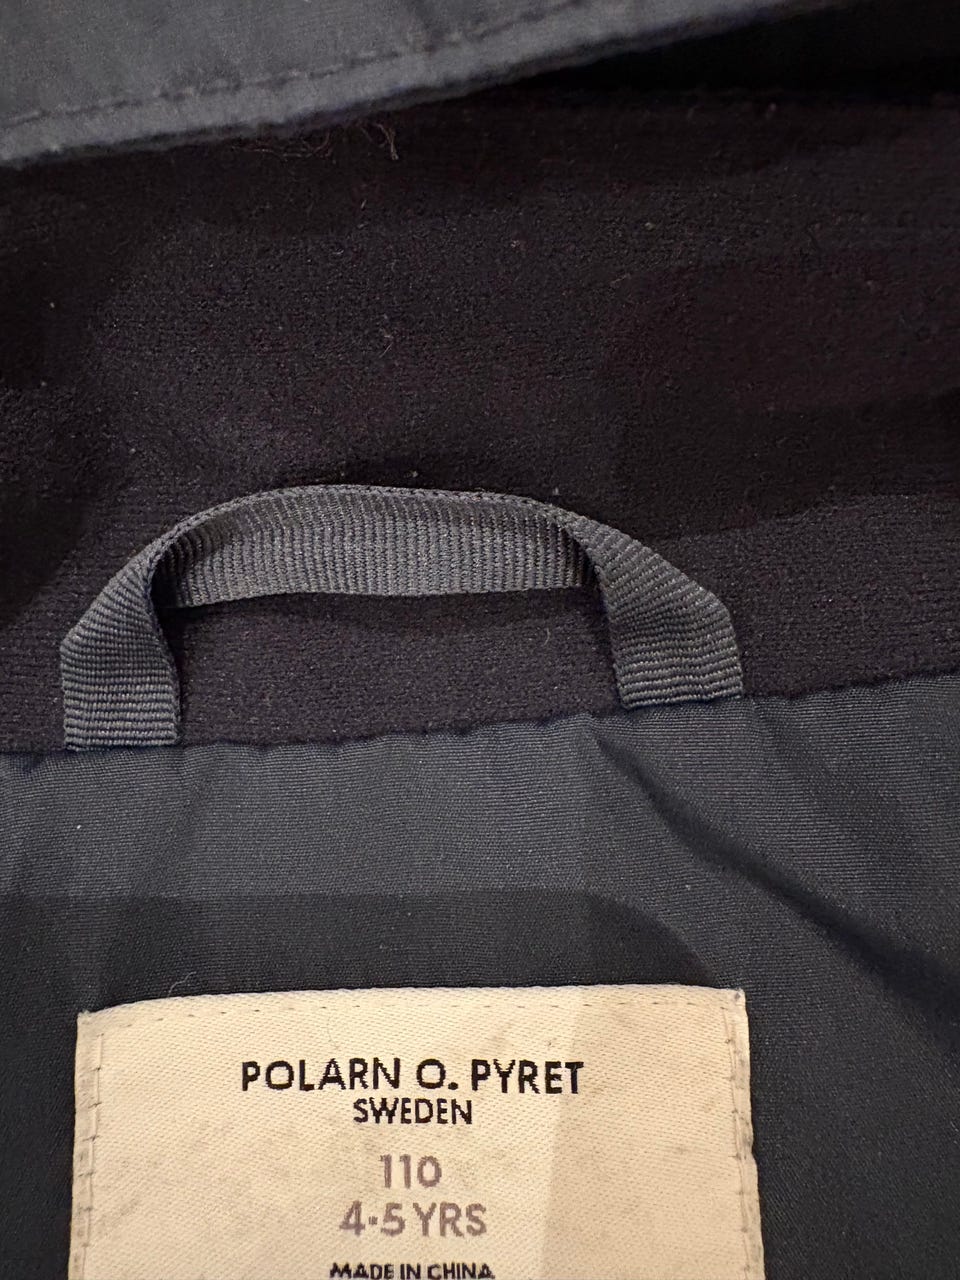 POLARN O. PYRET
SWEDEN
110
4-5 YRS
MADE IN CHINA